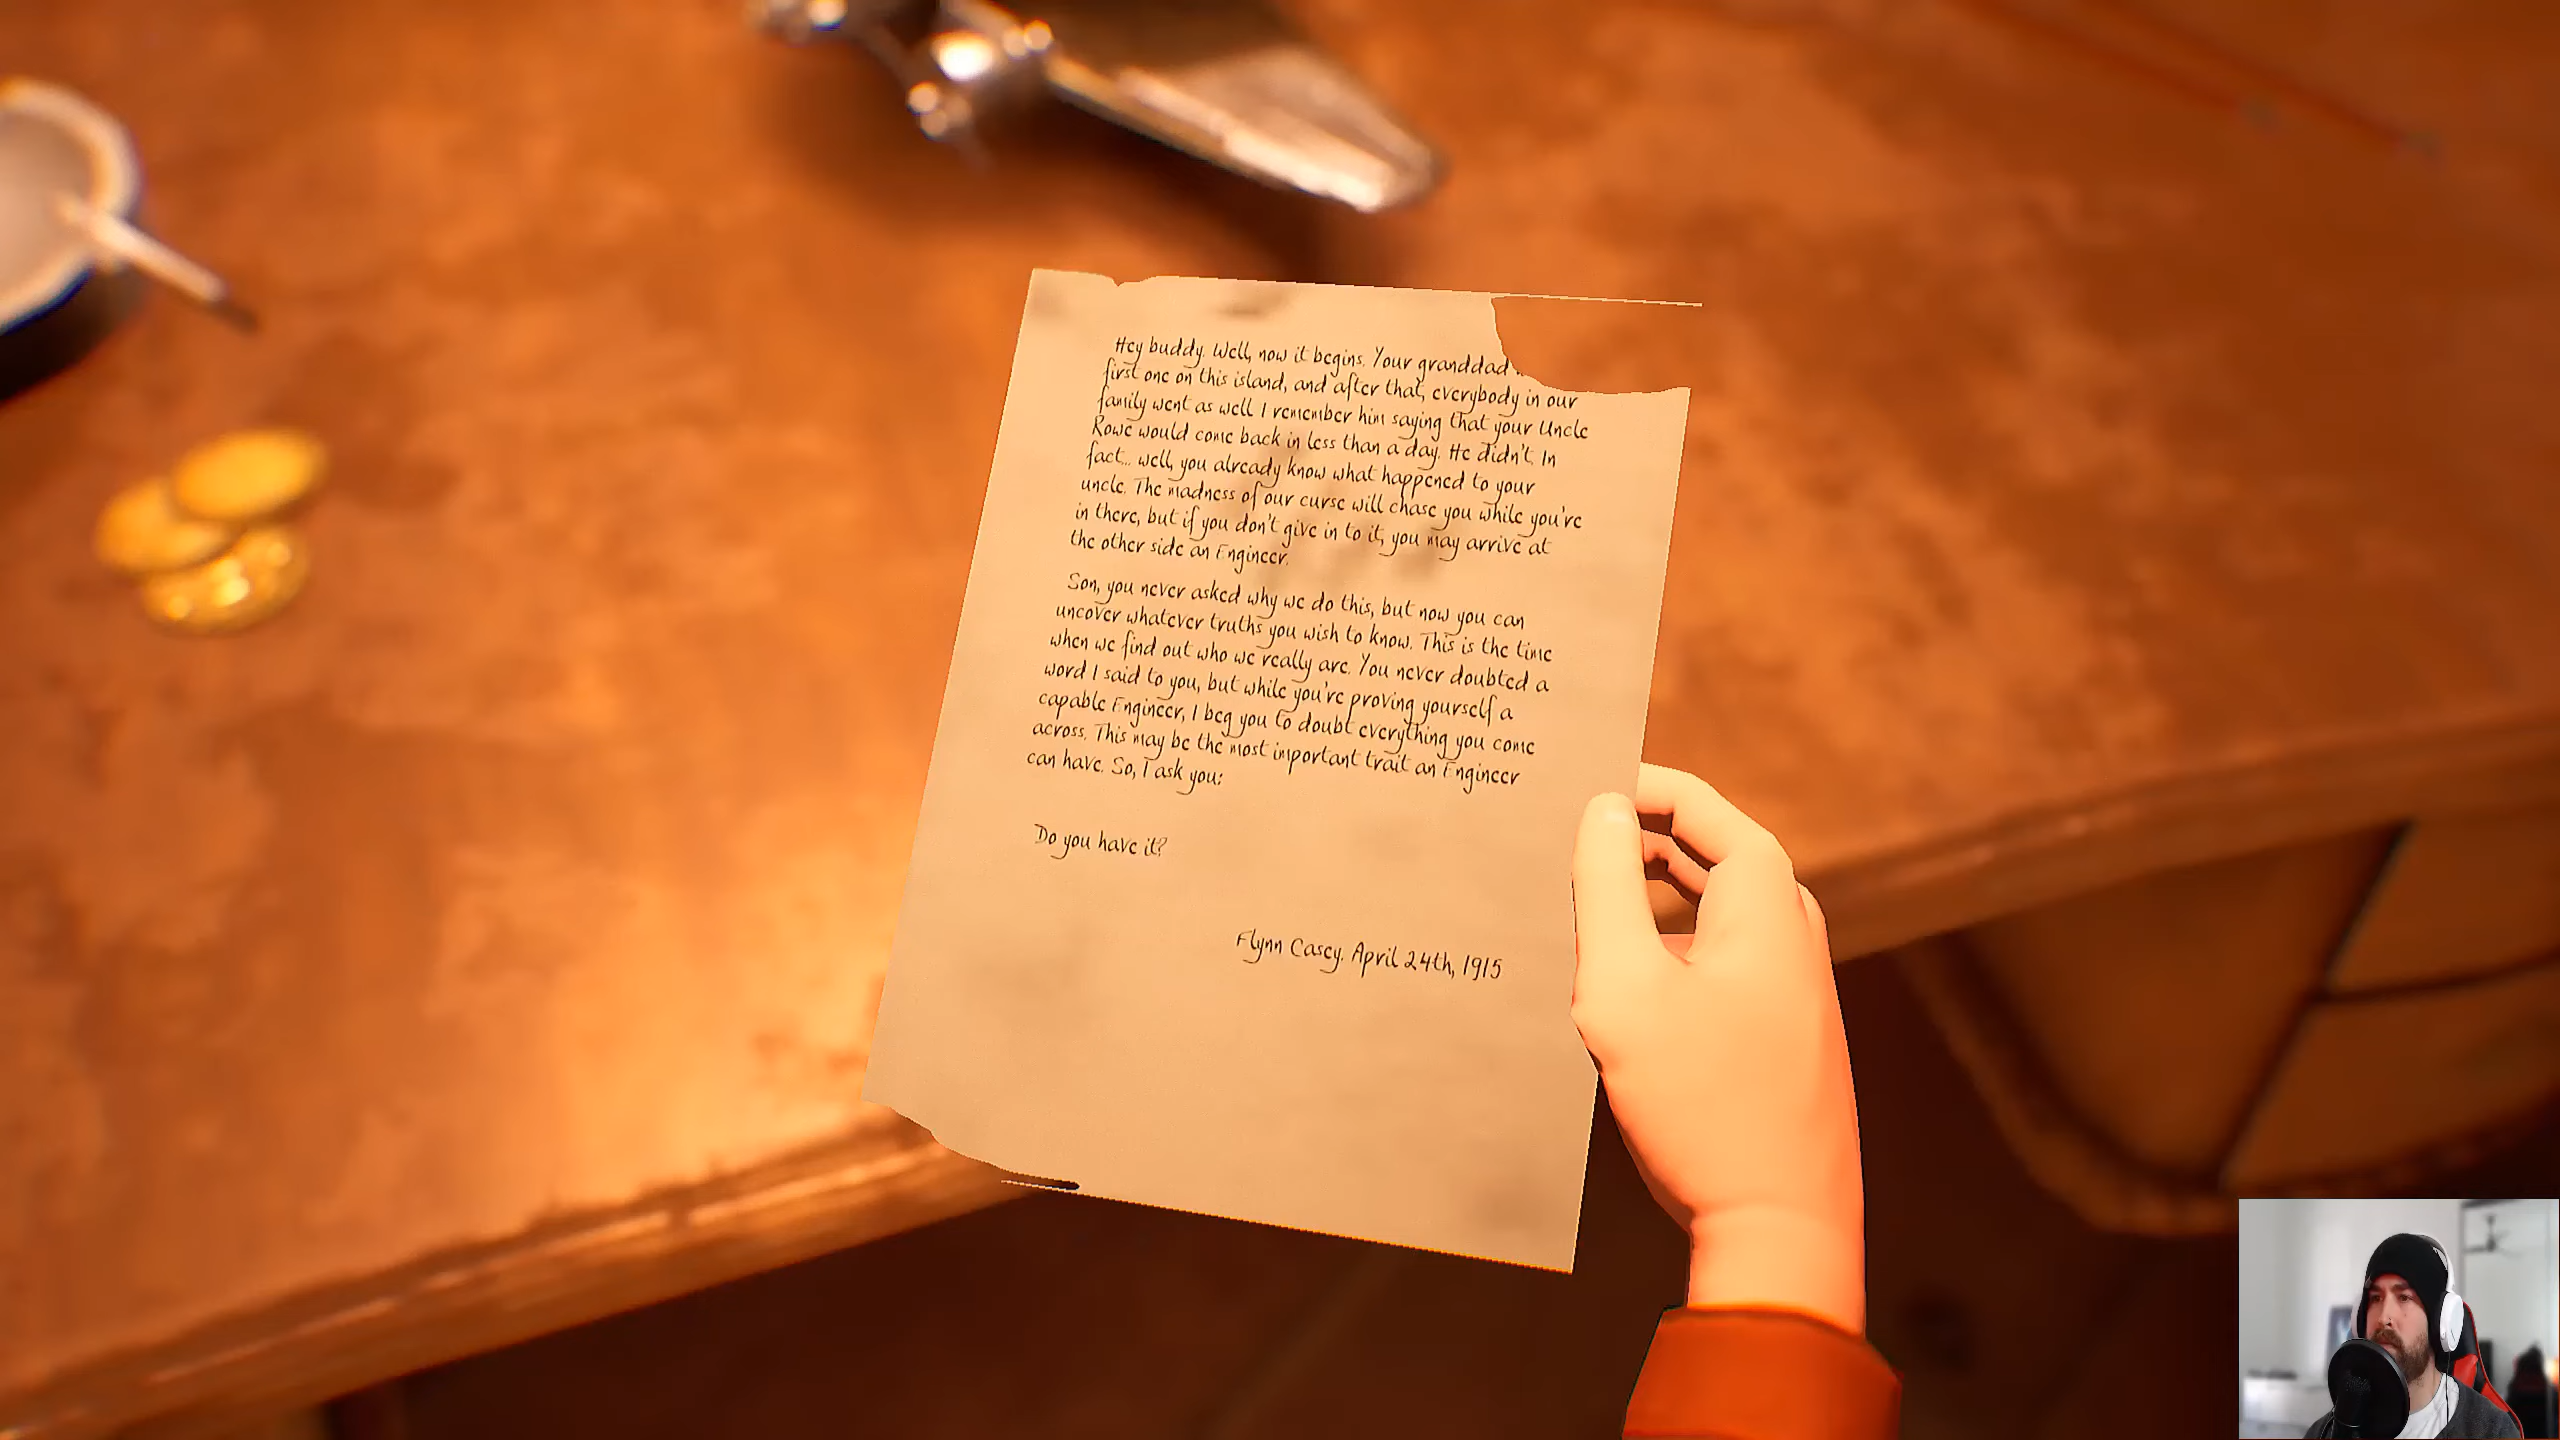 Hey buddy. Well, now it begins. Your granddad
first one on this island, and after that, everybody in our
family went as well. I remember him saying that your Uncle
Rowe would come back in less than a day. He didn't. In
fact... well, you already know what happened to your
uncle. The madness of our curse will chase you while you're
in there, but if you don't give in to it, you may arrive at
the other side an Engineer.
Son, you never asked why we do this, but now you can
uncover whatever truths you wish to know. This is the time
when we find out who we really are. You never doubted a
word I said to you, but while you're proving yourself a
capable Engineer, I beg you to doubt everything you come
across. This may be the most important trait an Engineer
can have. So, I ask you:
Do you have it?
Flynn Casey. April 24th, 1915